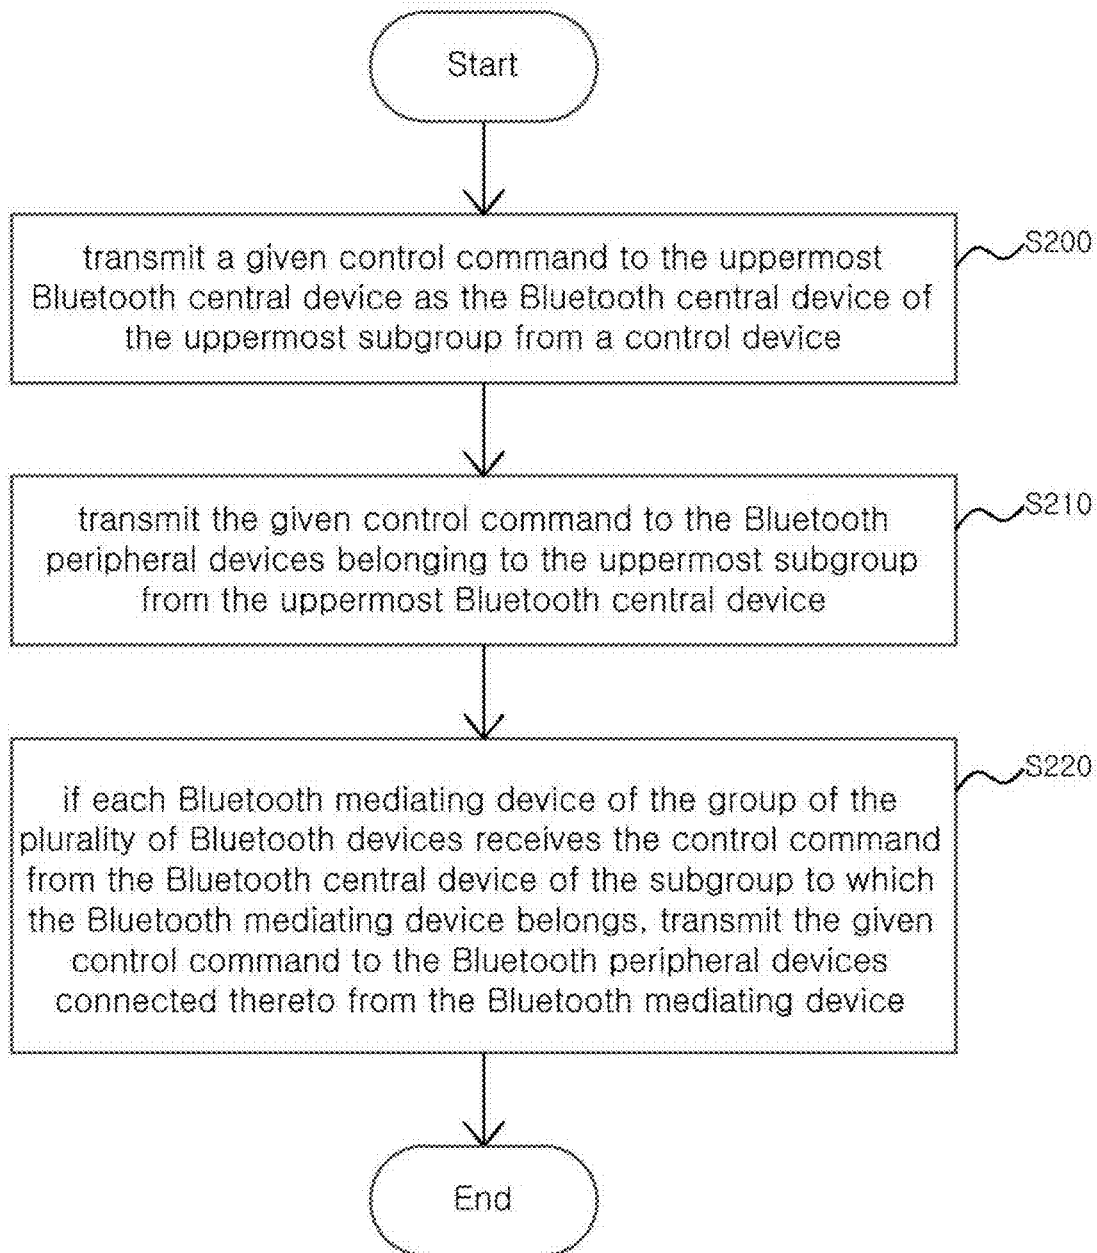 Start
transmit a given control command to the uppermost
Bluetooth central device as the Bluetooth central device of
the uppermost subgroup from a control device
S200
transmit the given control command to the Bluetooth
peripheral devices belonging to the uppermost subgroup
from the uppermost Bluetooth central device
S210
if each Bluetooth mediating device of the group of the
plurality of Bluetooth devices receives the control command
from the Bluetooth central device of the subgroup to which
the Bluetooth mediating device belongs, transmit the given
control command to the Bluetooth peripheral devices
connected thereto from the Bluetooth mediating device
S220
End